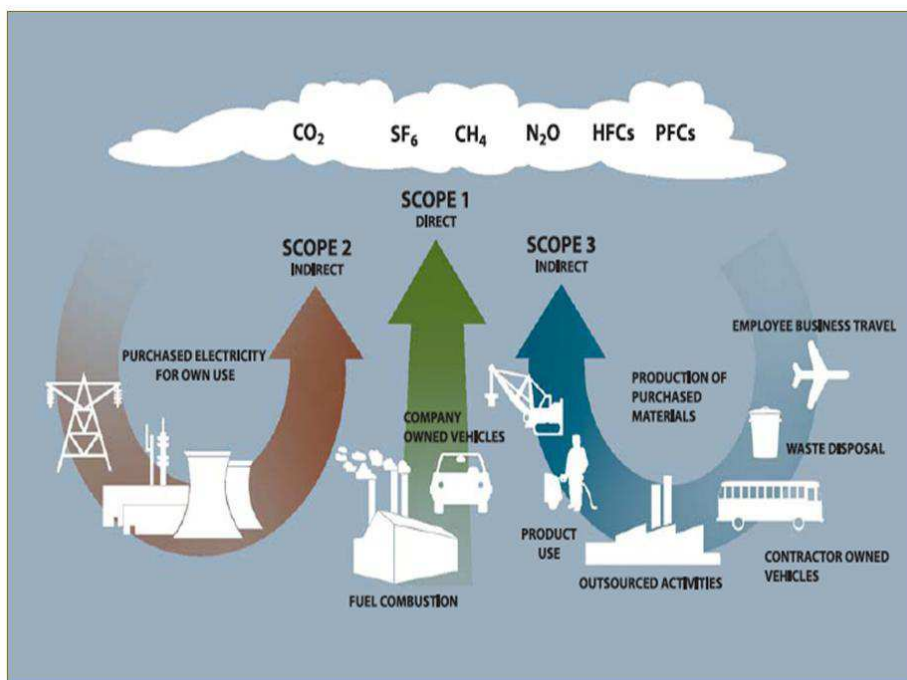 CO₂ SF₆ CH₄ N₂O HFCs PFCs
SCOPE 1
DIRECT
SCOPE 2
INDIRECT
SCOPE 3
INDIRECT
PURCHASED ELECTRICITY
FOR OWN USE
COMPANY
OWNED VEHICLES
FUEL COMBUSTION
EMPLOYEE BUSINESS TRAVEL
PRODUCTION OF
PURCHASED
MATERIALS
WASTE DISPOSAL
PRODUCT
USE
OUTSOURCED ACTIVITIES
CONTRACTOR OWNED
VEHICLES